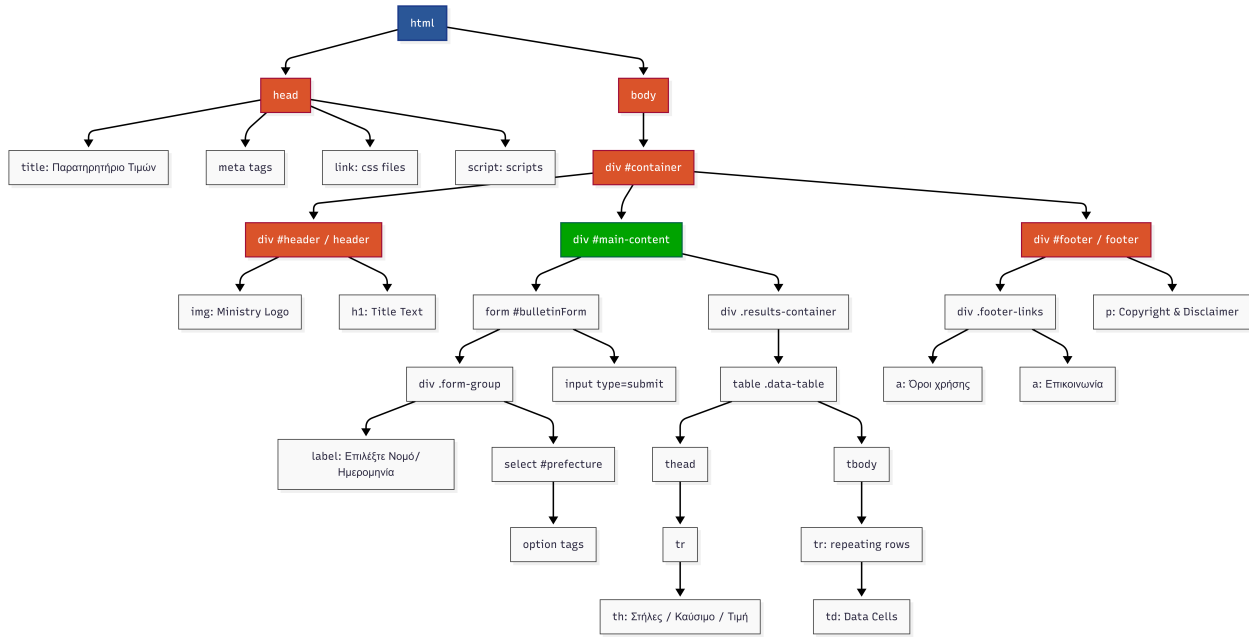 html
head
body
title: Παρατηρητήριο Τιμών
meta tags
link: css files
script: scripts
div #container
div #header / header
div #main-content
div #footer / footer
img: Ministry Logo
h1: Title Text
form #bulletinForm
div .results-container
div .footer-links
p: Copyright & Disclaimer
div .form-group
input type=submit
table .data-table
a: Όροι χρήσης
a: Επικοινωνία
label: Επιλέξτε Νομό/
Ημερομηνία
select #prefecture
thead
tbody
option tags
tr
tr: repeating rows
th: Στήλες / Καύσιμο / Τιμή
td: Data Cells